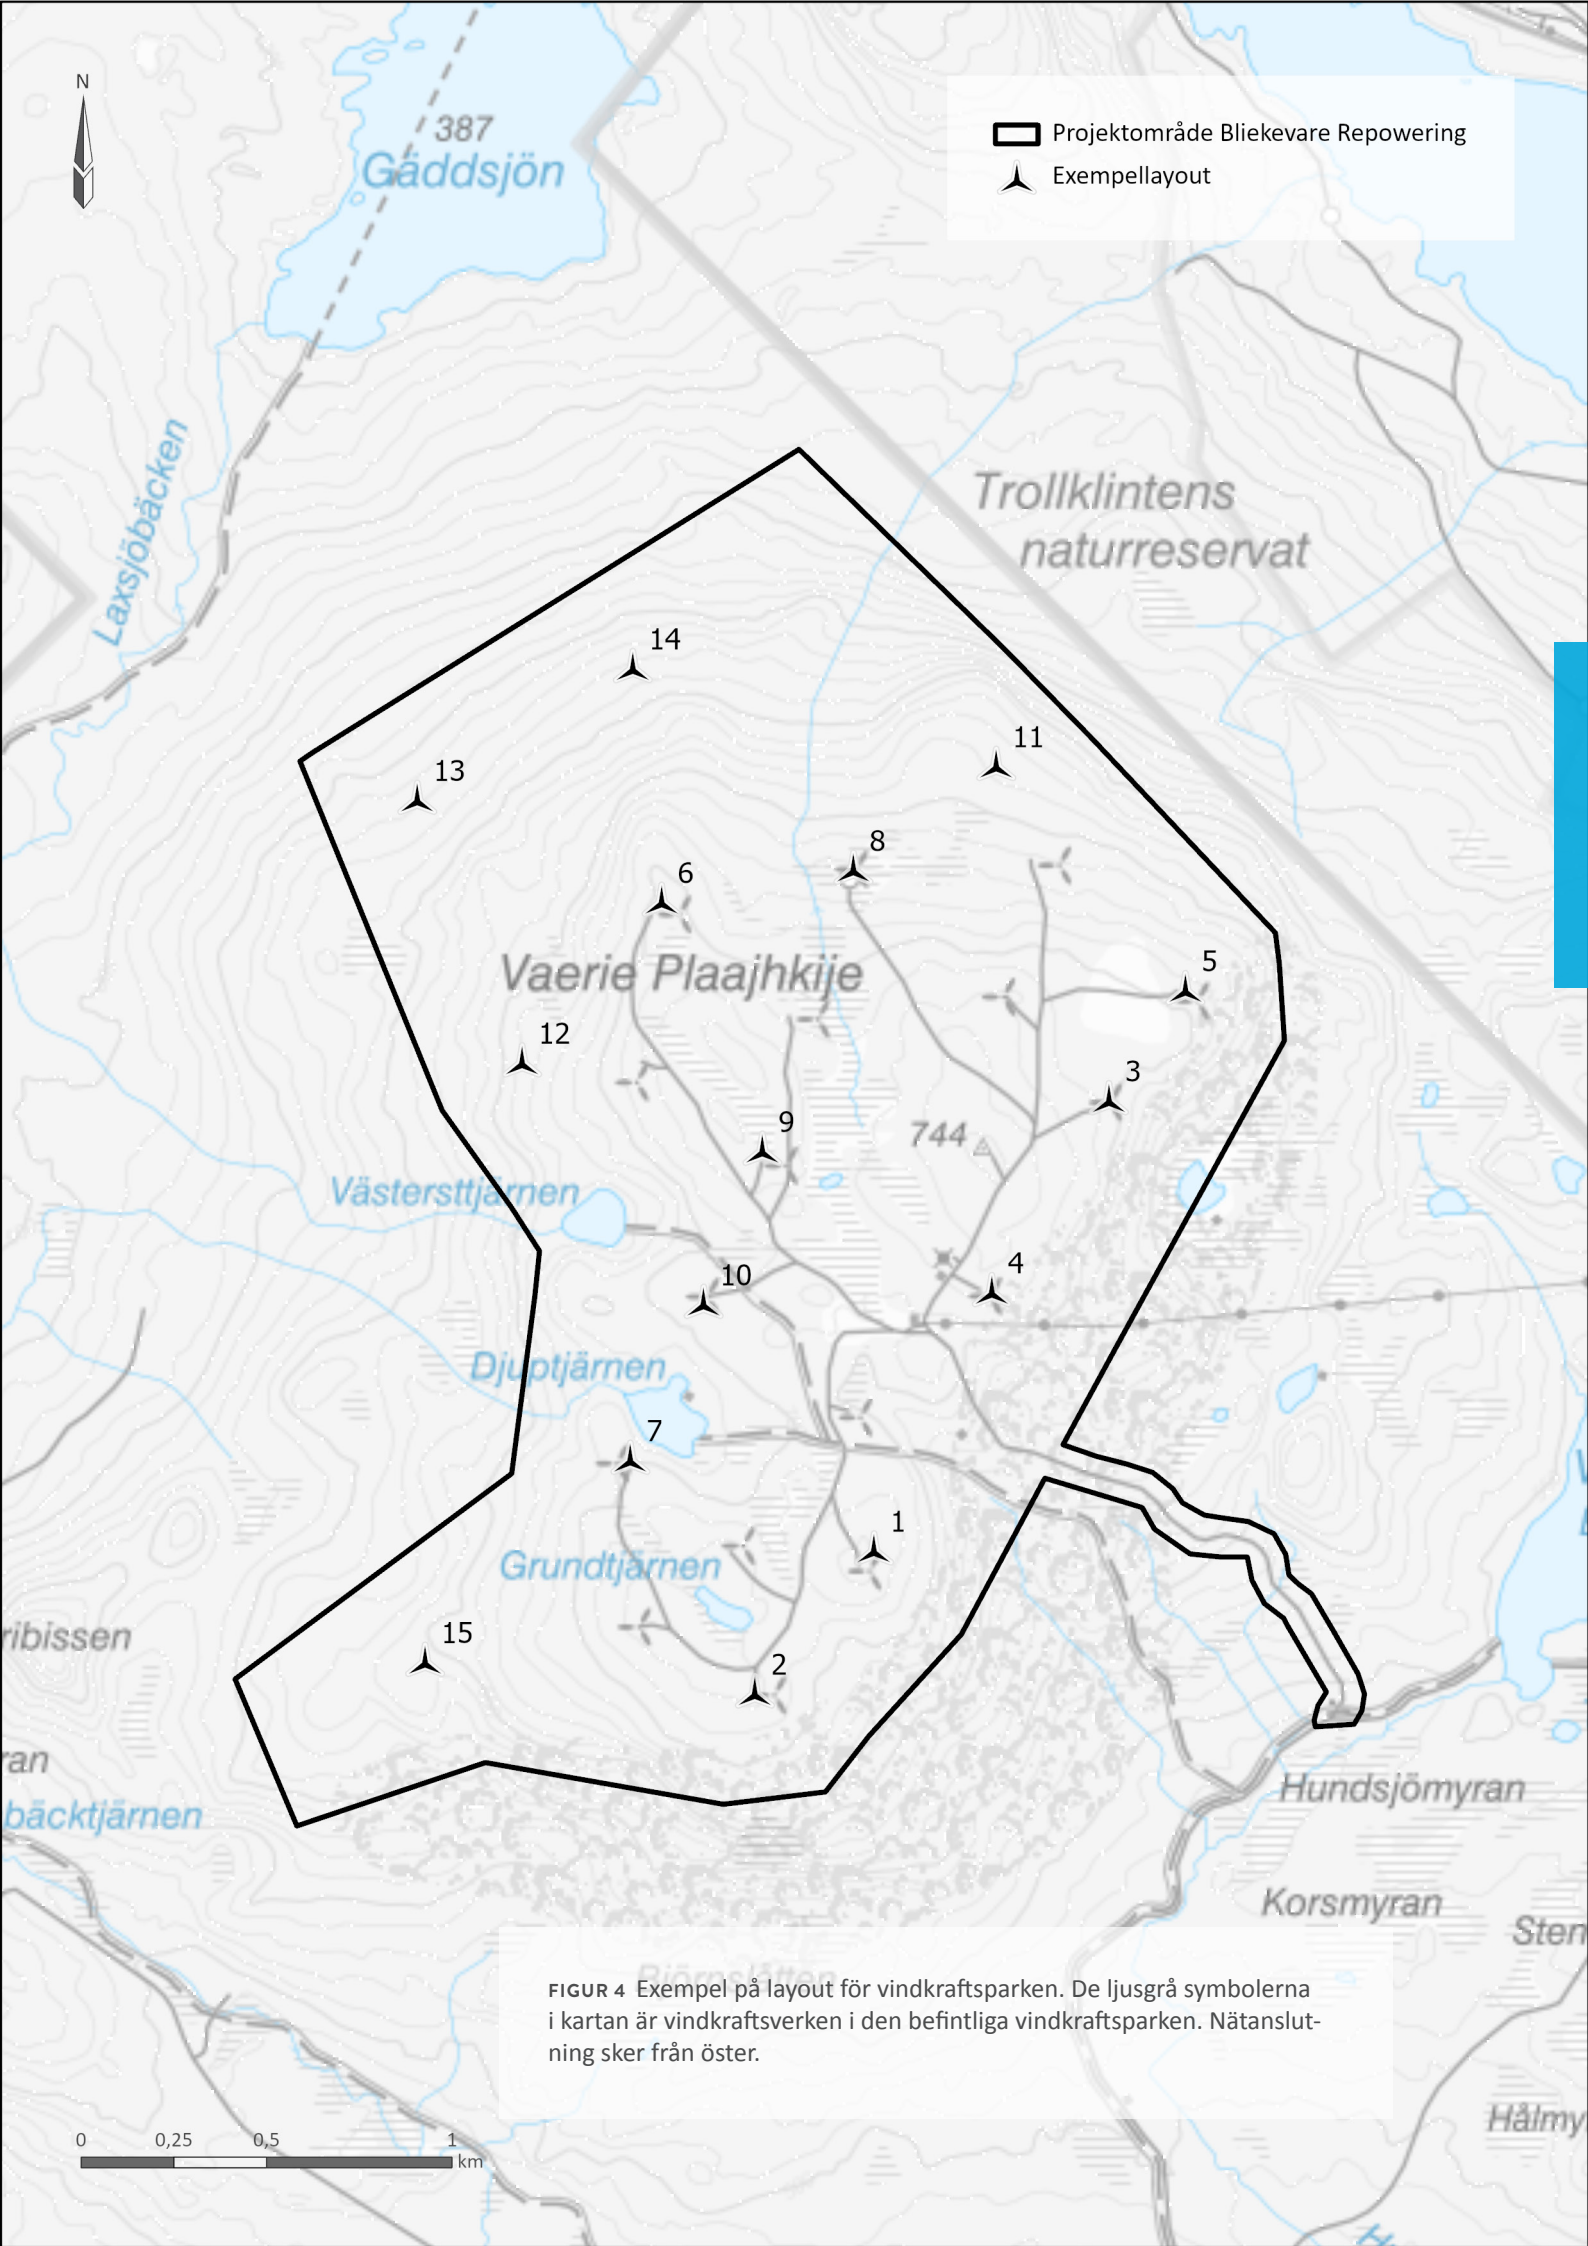 N
387
Gäddsjön
Projektområde Bliekevare Repowering
Exempellayout
Laxsjöbäcken
Trollklintens
naturreservat
14
11
13
8
6
5
Vaerie Plaajhkije
12
3
9
744
Västersttjärnen
4
10
Djuptjärnen
7
1
Grundtjärnen
ribissen
15
2
ran
bäcktjärnen
Hundsjömyran
Korsmyran
Sten
Björnslåtten
FIGUR 4 Exempel på layout för vindkraftsparken. De ljusgrå symbolerna
i kartan är vindkraftsverken i den befintliga vindkraftsparken. Nätanslut-
ning sker från öster.
Hålmy
0 0,25 0,5 1
km